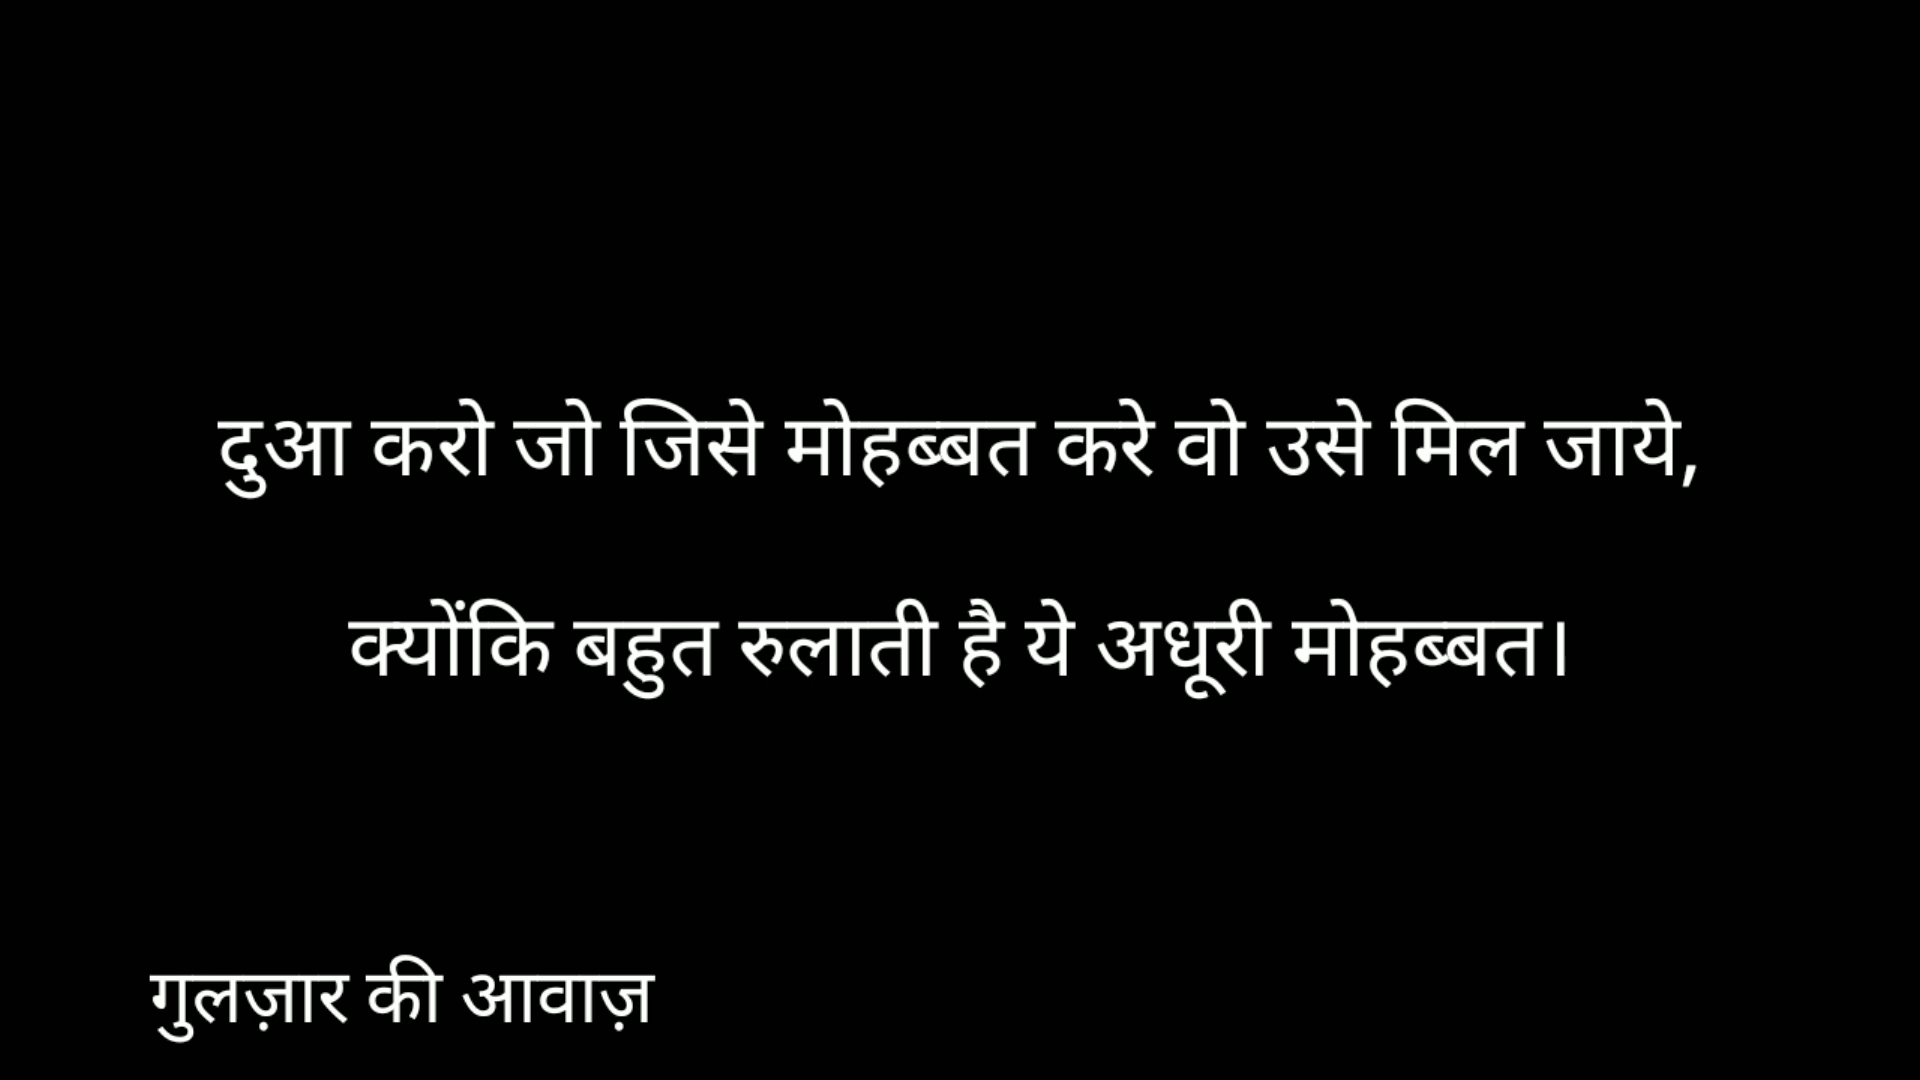 दुआ करो जो जिसे मोहब्बत करे वो उसे मिल जाये,
क्योंकि बहुत रुलाती है ये अधूरी मोहब्बत।
गुलज़ार की आवाज़